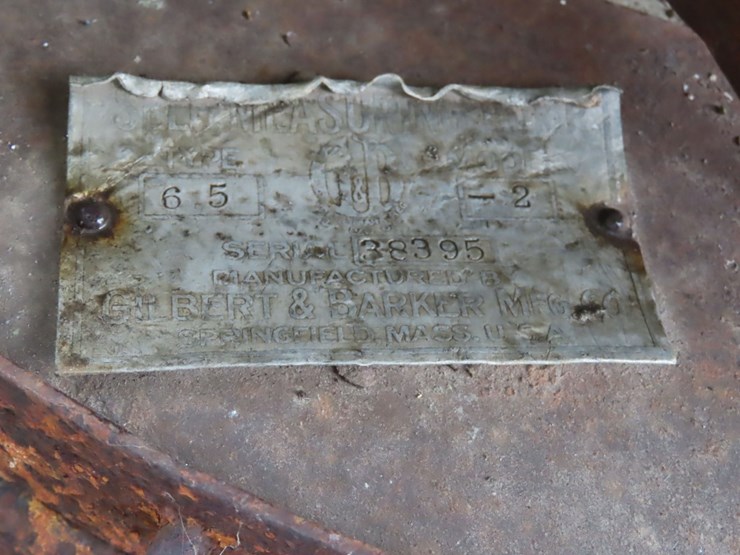 TYPE
65
G&B
- 2
SERIAL 38395
MANUFACTURED BY
GILBERT & BARKER MFG. CO
SPRINGFIELD, MASS. U.S.A.